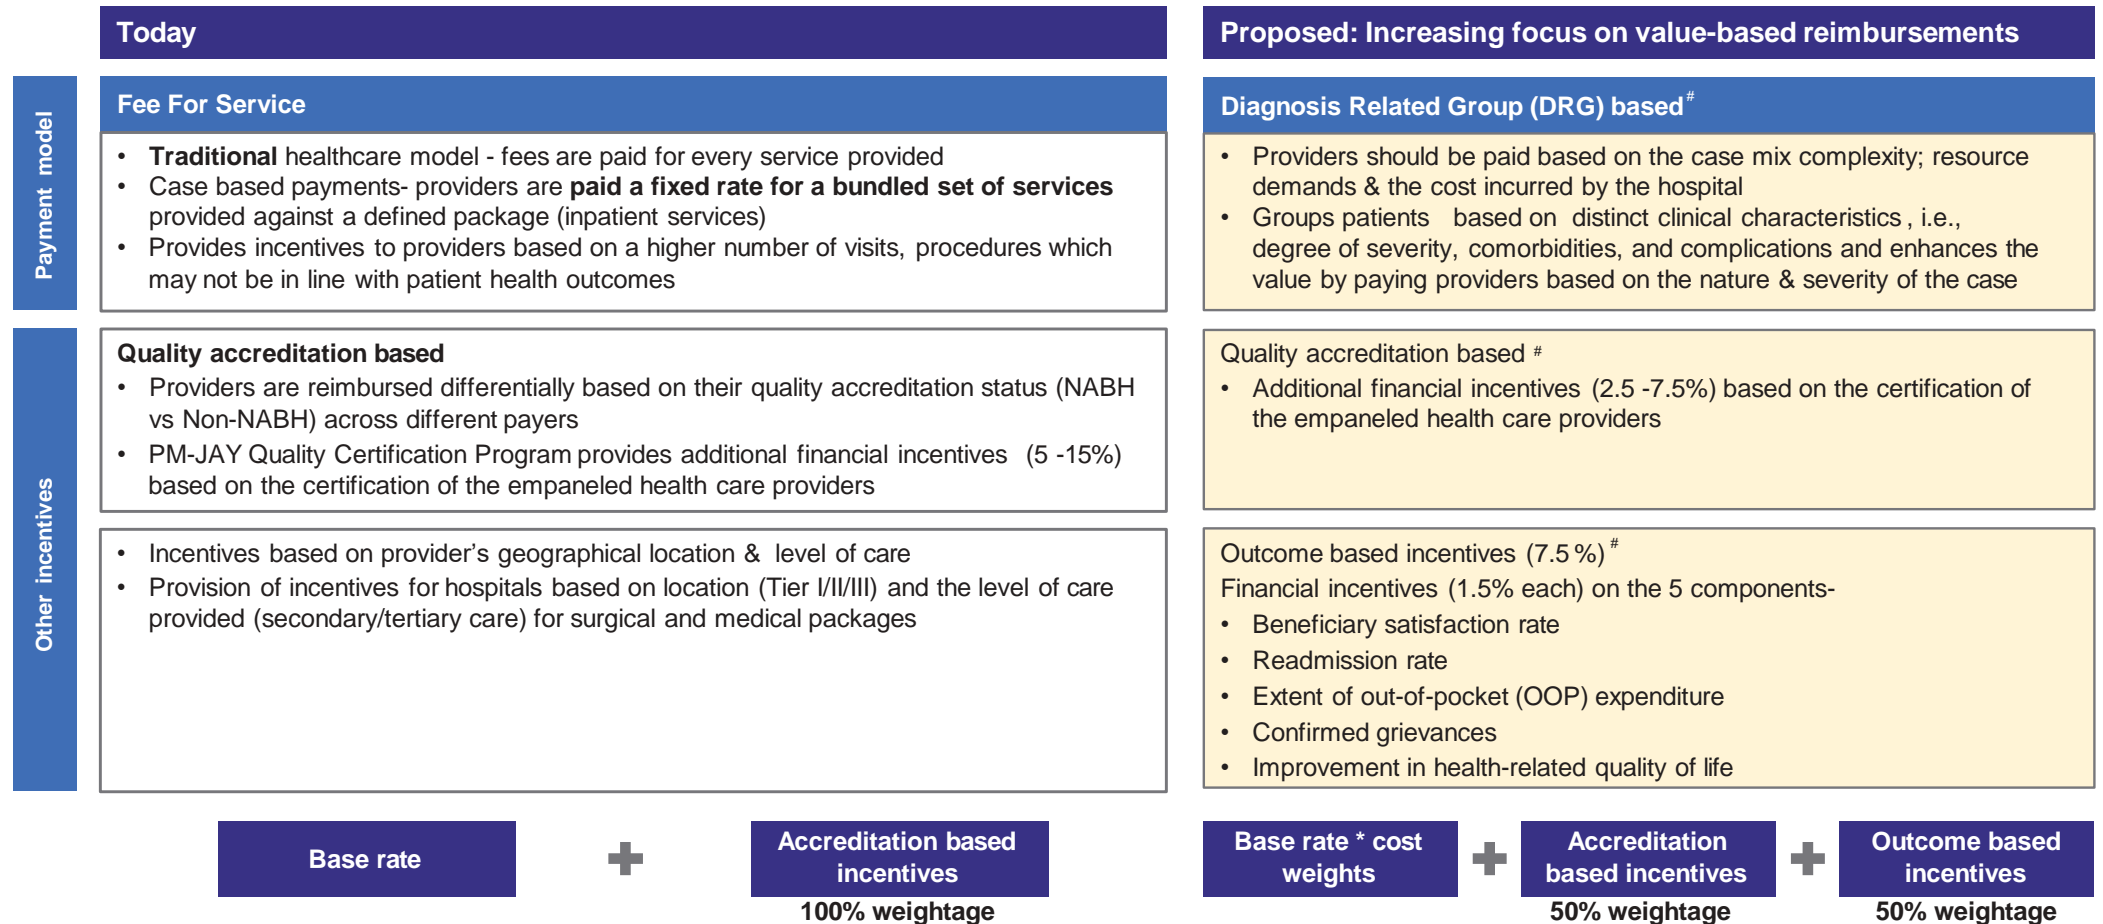 Today
Proposed: Increasing focus on value-based reimbursements
Payment model
Fee For Service
• Traditional healthcare model - fees are paid for every service provided
• Case based payments- providers are paid a fixed rate for a bundled set of services
provided against a defined package (inpatient services)
• Provides incentives to providers based on a higher number of visits, procedures which
may not be in line with patient health outcomes
Diagnosis Related Group (DRG) based#
• Providers should be paid based on the case mix complexity; resource
demands & the cost incurred by the hospital
• Groups patients based on distinct clinical characteristics, i.e.,
degree of severity, comorbidities, and complications and enhances the
value by paying providers based on the nature & severity of the case
Other incentives
Quality accreditation based
• Providers are reimbursed differentially based on their quality accreditation status (NABH
vs Non-NABH) across different payers
• PM-JAY Quality Certification Program provides additional financial incentives (5 -15%)
based on the certification of the empaneled health care providers
Quality accreditation based #
• Additional financial incentives (2.5 -7.5%) based on the certification of
the empaneled health care providers
• Incentives based on provider's geographical location & level of care
• Provision of incentives for hospitals based on location (Tier I/II/III) and the level of care
provided (secondary/tertiary care) for surgical and medical packages
Outcome based incentives (7.5 %) #
Financial incentives (1.5% each) on the 5 components-
• Beneficiary satisfaction rate
• Readmission rate
• Extent of out-of-pocket (OOP) expenditure
• Confirmed grievances
• Improvement in health-related quality of life
Base rate
+
Accreditation based
incentives
100% weightage
Base rate * cost
weights
+
Accreditation
based incentives
50% weightage
+
Outcome based
incentives
50% weightage